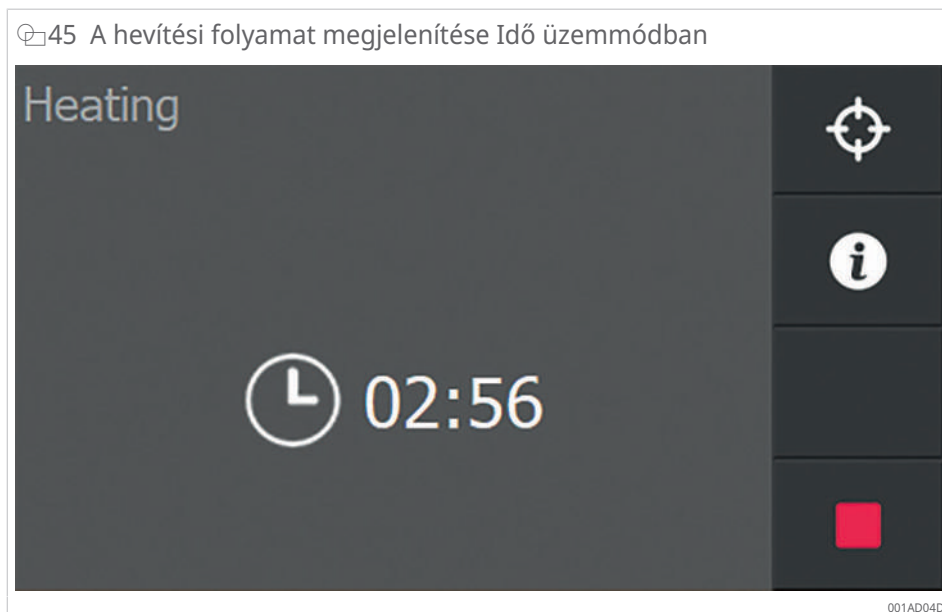 45 A hevítési folyamat megjelenítése Idő üzemmódban
Heating
i
02:56
001AD04D